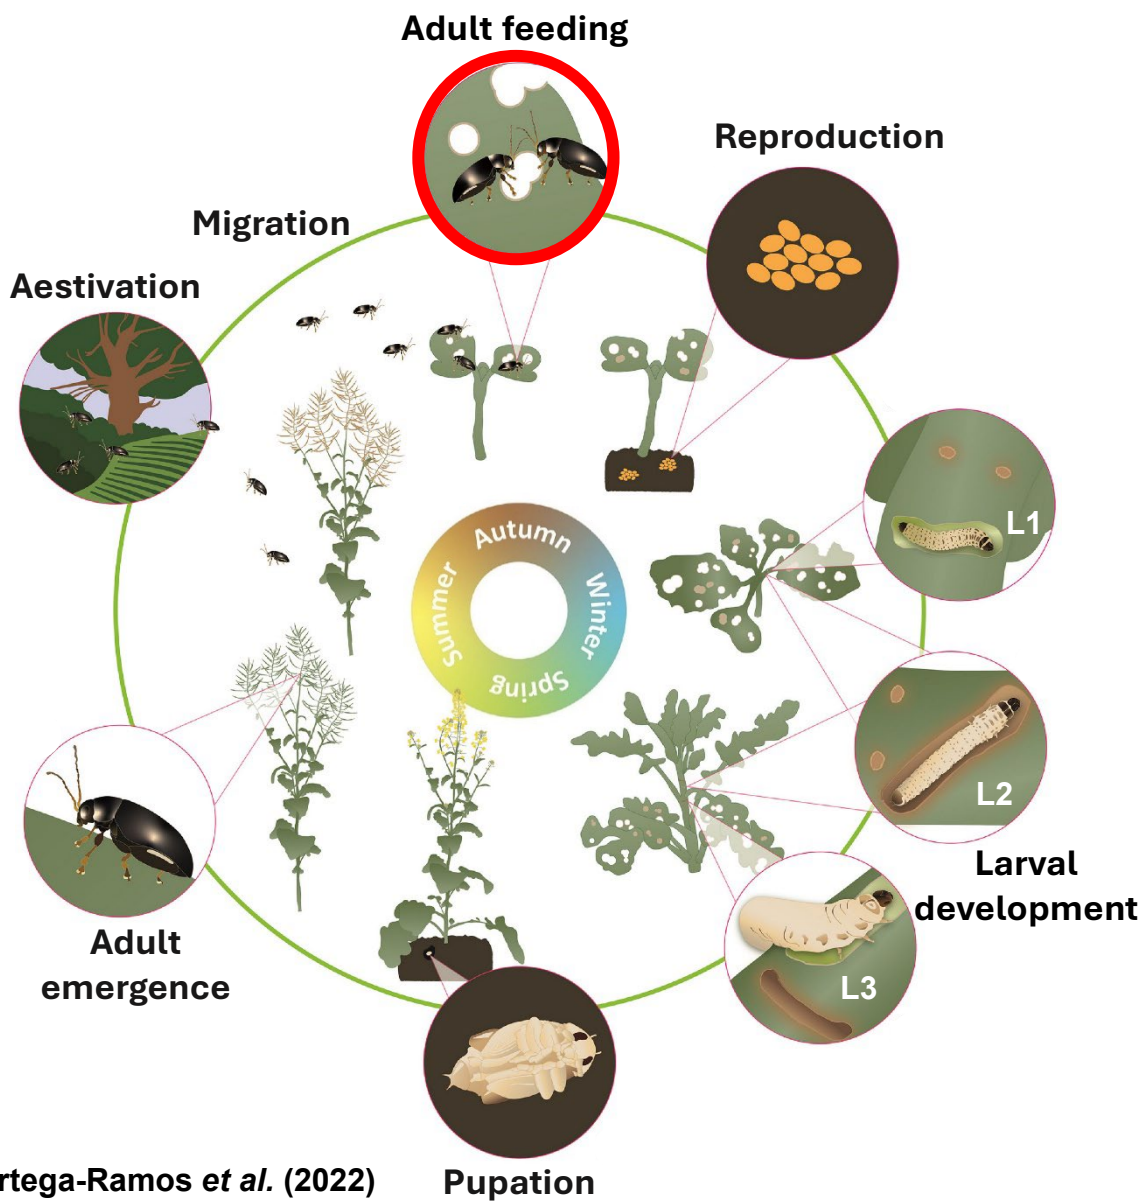 Adult feeding
Reproduction
Migration
Aestivation
L1
Autumn
Winter
Summer
Spring
L2
Larval
development
Adult
emergence
L3
rtega-Ramos et al. (2022)
Pupation